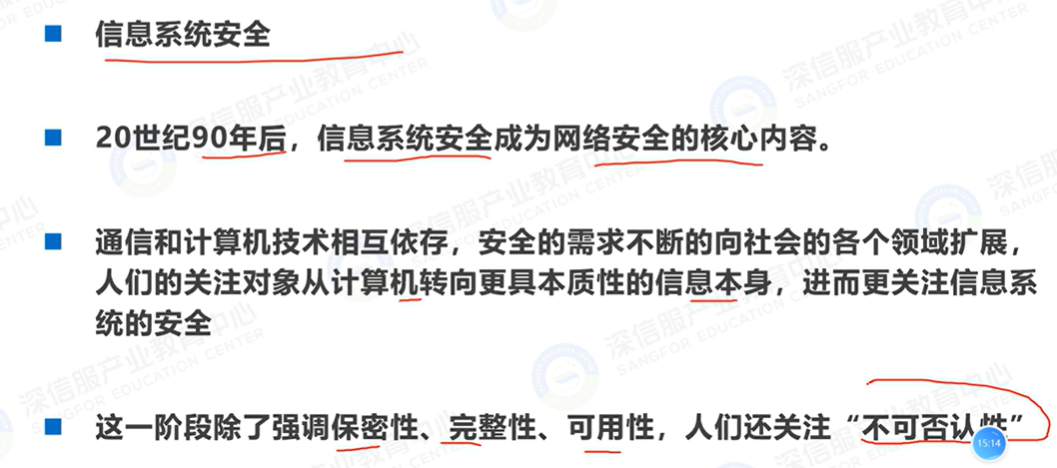 信息系统安全
20世纪90年后，信息系统安全成为网络安全的核心内容。
通信和计算机技术相互依存，安全的需求不断的向社会的各个领域扩展，
人们的关注对象从计算机转向更具本质性的信息本身，进而更关注信息系
统的安全
这一阶段除了强调保密性、完整性、可用性，人们还关注“不可否认性”
15:14
深信服产业教育中心
SANGFOR EDUCATION CENTER